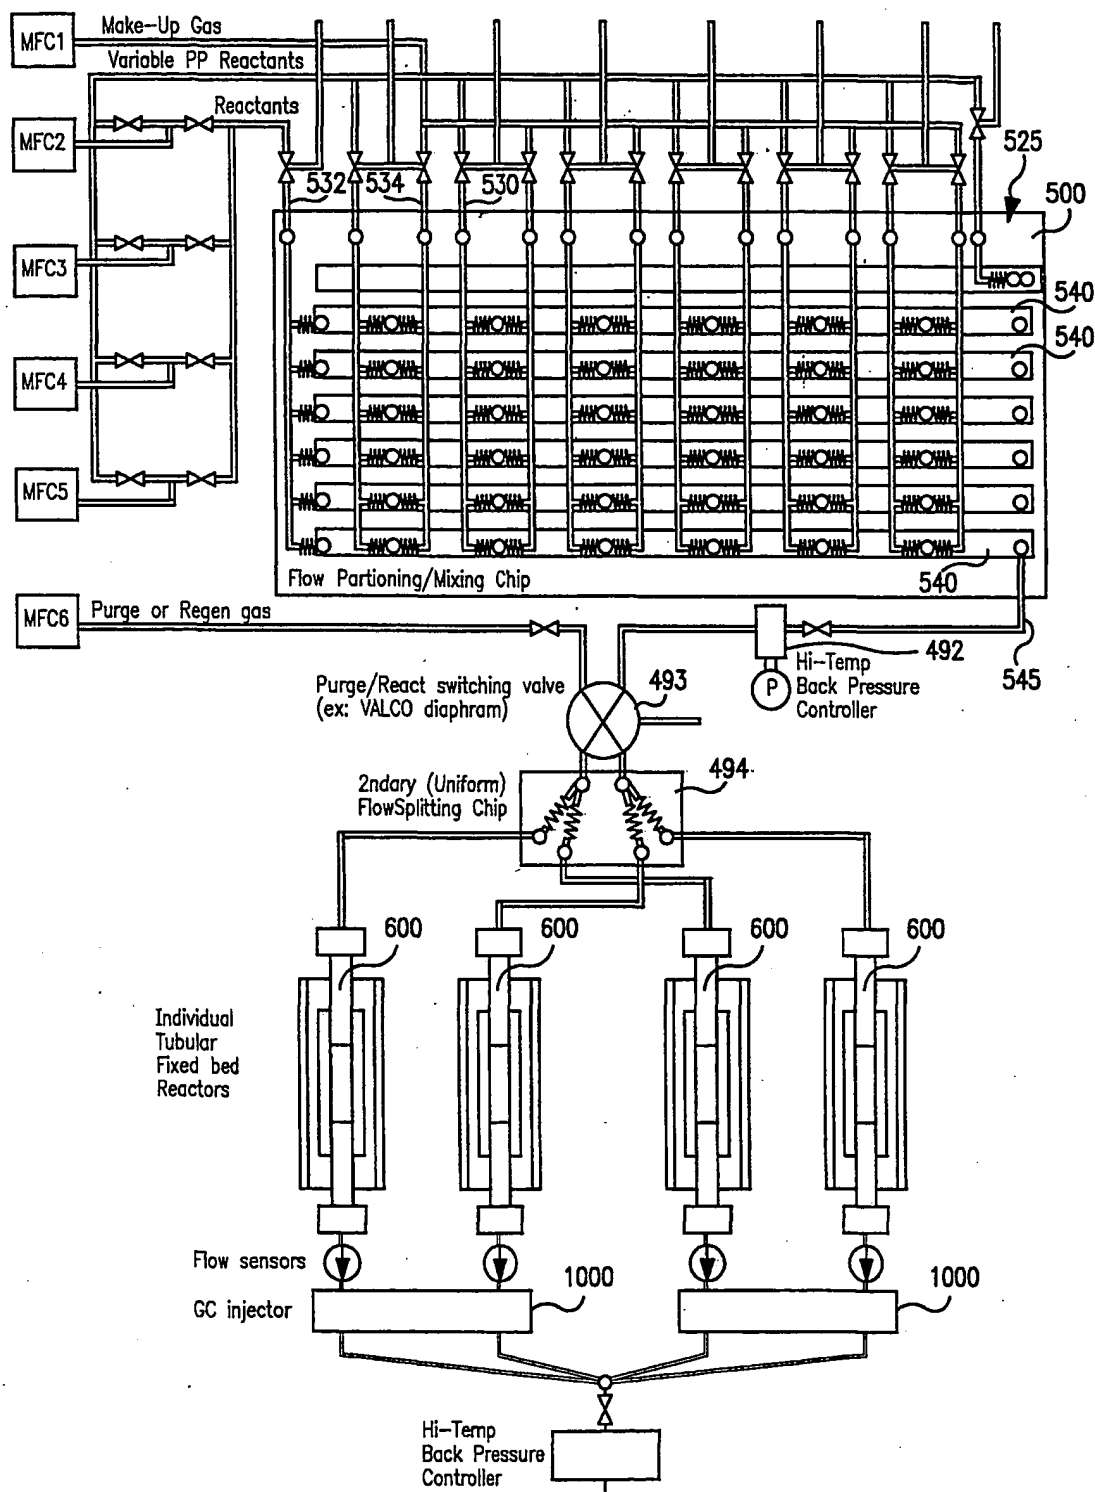 MFC1
Make-Up Gas
Variable PP Reactants
Reactants
MFC2
532
534
530
525
500
MFC3
540
540
MFC4
MFC5
Flow Partioning/Mixing Chip
540
MFC6
Purge or Regen gas
492
545
Hi-Temp
Back Pressure
Controller
P
Purge/React switching valve
(ex: VALCO diaphram)
493
2ndary (Uniform)
FlowSplitting Chip
494
600
600
600
600
Individual
Tubular
Fixed bed
Reactors
Flow sensors
GC injector
1000
1000
Hi-Temp
Back Pressure
Controller